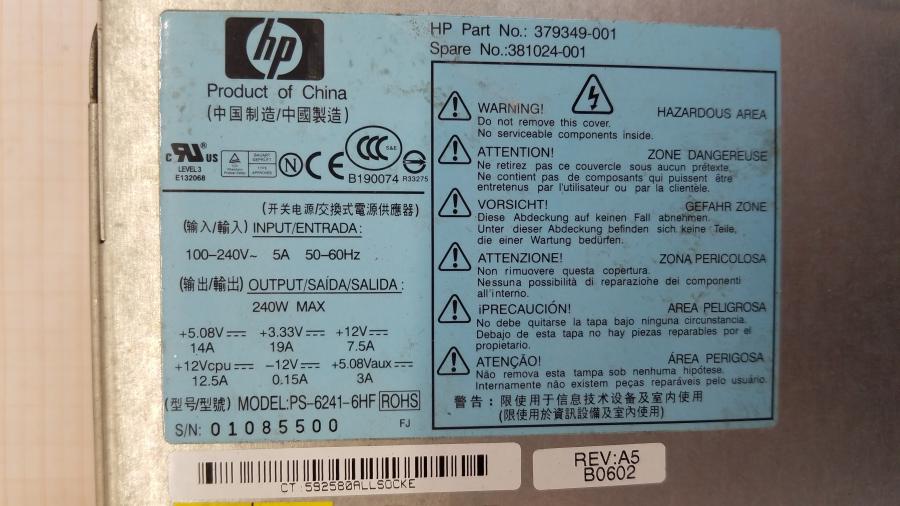 hp
Product of China
(中国制造/中國製造)
c RU US
LEVEL3
E132068
N
CE
CCC S&E
B190074
R33275
(开关电源/交換式電源供應器)
(输入/輸入) INPUT/ENTRADA:
100-240V~ 5A 50-60Hz
(输出/輸出) OUTPUT/SAÍDA/SALIDA:
240W MAX
+5.08V +3.33V +12V
14A 19A 7.5A
+12Vcpu -12V +5.08Vaux
12.5A 0.15A 3A
(型号/型號) MODEL:PS-6241-6HF ROHS
S/N: 01085500 FJ
HP Part No.: 379349-001
Spare No.:381024-001
WARNING! HAZARDOUS AREA
Do not remove this cover.
No serviceable components inside.
ATTENTION! ZONE DANGEREUSE
Ne retirez pas ce couvercle sous aucun prétexte.
Ne contient pas de composants qui puissent être
entretenus par l'utilisateur ou par la clientèle.
VORSICHT! GEFAHR ZONE
Diese Abdeckung auf keinen Fall abnehmen.
Unter dieser Abdeckung befinden sich keine Teile,
die einer Wartung bedürfen.
ATTENZIONE! ZONA PERICOLOSA
Non rimuovere questa copertura.
Nessuna possibilità di reparazione dei componenti
all'interno.
¡PRECAUCIÓN! AREA PELIGROSA
No debe quitarse la tapa bajo ninguna circunstancia.
Debajo de esta tapa no hay piezas reparables por el
propietario.
ATENÇÃO! ÁREA PERIGOSA
Não remova esta tampa sob nenhuma hipótese.
Internamente não existem peças reparáveis pelo usuário.
警告: 限使用于信息技术设备及室内使用
(限使用於資訊設備及室內使用)
CT:592580ALLSOCKE
REV:A5
B0602